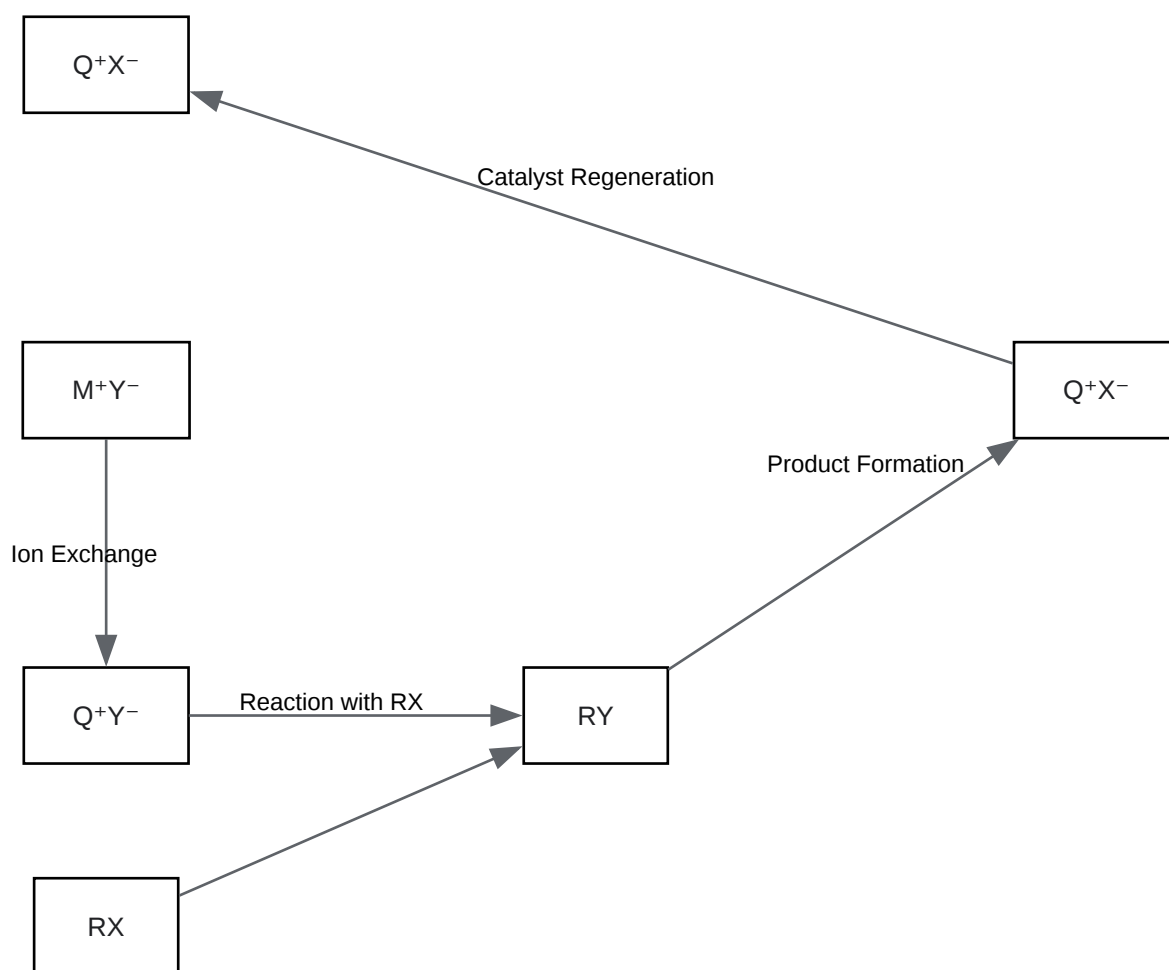 Q⁺X⁻
Catalyst Regeneration
M⁺Y⁻
Q⁺X⁻
Product Formation
Ion Exchange
Q⁺Y⁻
Reaction with RX
RY
RX